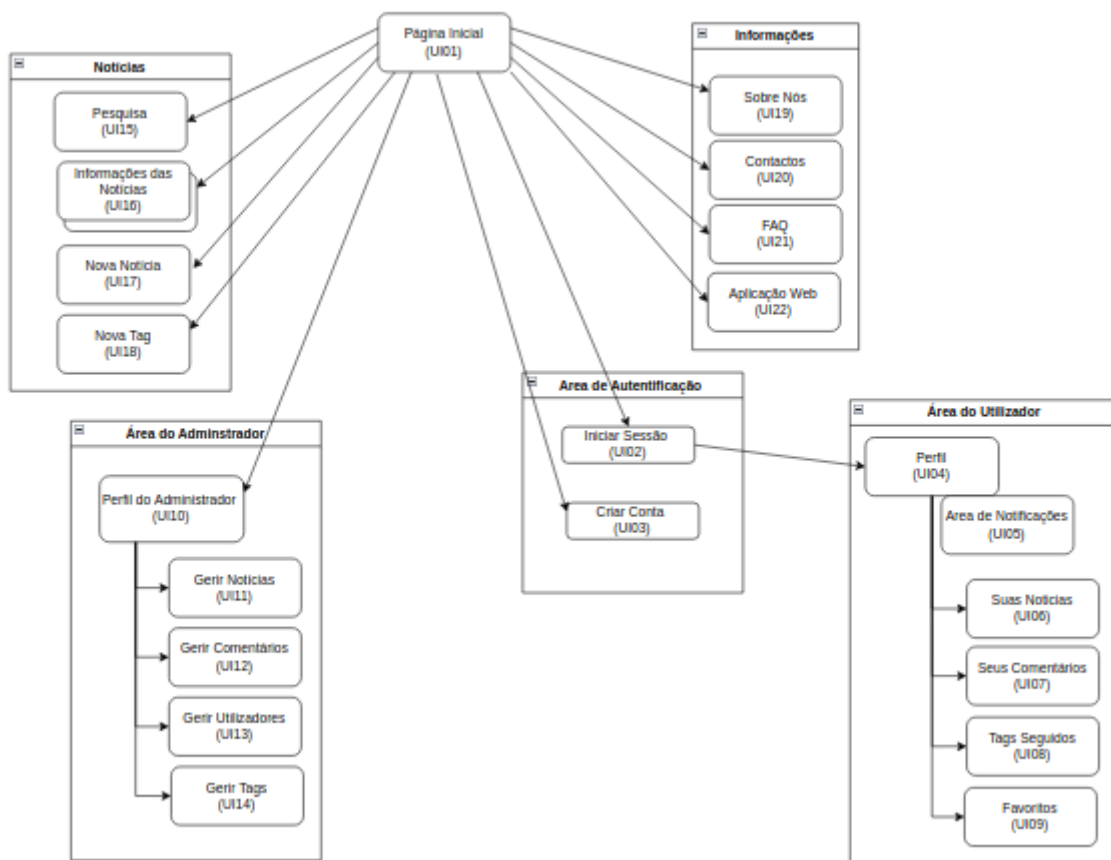 Página Inicial
(UI01)
Notícias
Pesquisa
(UI15)
Informações das
Notícias
(UI16)
Nova Notícia
(UI17)
Nova Tag
(UI18)
Informações
Sobre Nós
(UI19)
Contactos
(UI20)
FAQ
(UI21)
Aplicação Web
(UI22)
Área do Adminstrador
Perfil do Administrador
(UI10)
Gerir Notícias
(UI11)
Gerir Comentários
(UI12)
Gerir Utilizadores
(UI13)
Gerir Tags
(UI14)
Area de Autentificação
Iniciar Sessão
(UI02)
Criar Conta
(UI03)
Área do Utilizador
Perfil
(UI04)
Area de Notificações
(UI05)
Suas Noticias
(UI06)
Seus Comentários
(UI07)
Tags Seguidos
(UI08)
Favoritos
(UI09)